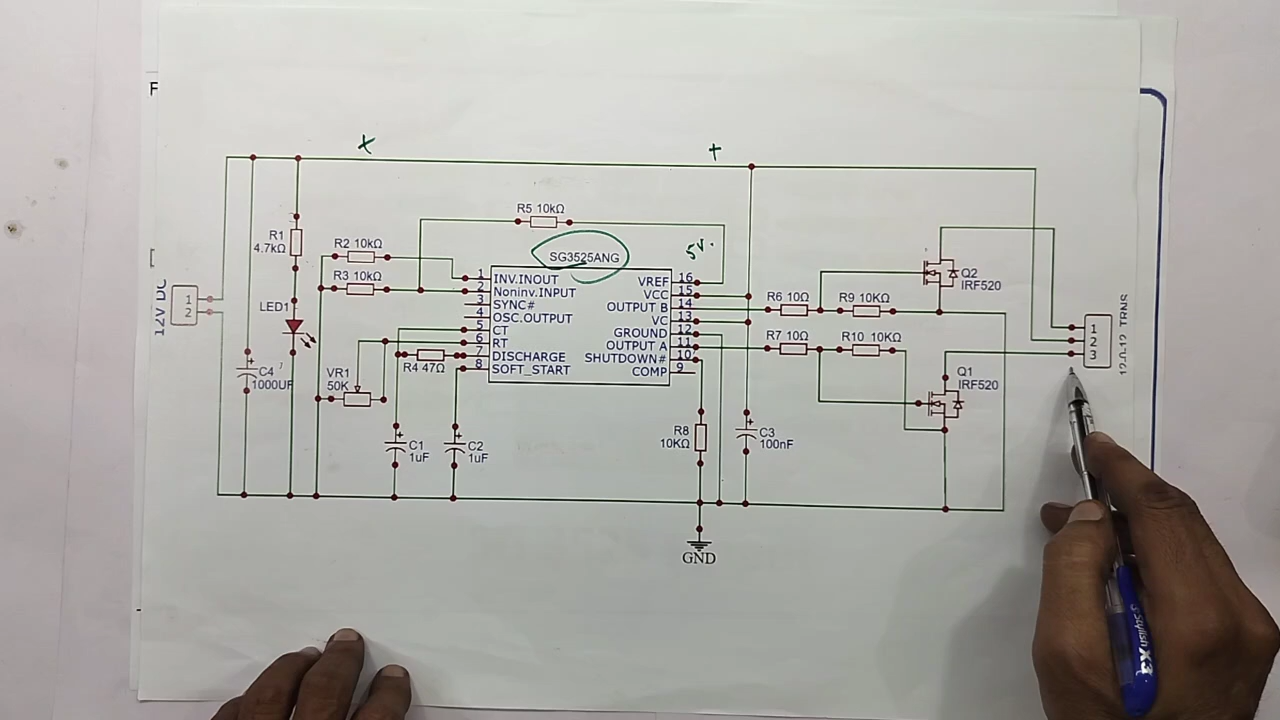 F
X
+
R5 10kΩ
R1
4.7kΩ
R2 10kΩ
R3 10kΩ
SG3525ANG
5V
1
2
3
4
5
6
7
8
INV.INOUT
Noninv.INPUT
SYNC#
OSC.OUTPUT
CT
RT
DISCHARGE
SOFT_START
VREF
VCC
OUTPUT B
VC
GROUND
OUTPUT A
SHUTDOWN#
COMP
16
15
14
13
12
11
10
9
12V DC
1
2
LED1
C4
1000UF
VR1
50K
R4 47Ω
C1
1uF
C2
1uF
R8
10KΩ
C3
100nF
R6 10Ω
R9 10KΩ
R7 10Ω
R10 10KΩ
Q2
IRF520
Q1
IRF520
1
2
3
GND
S-Stylish X3